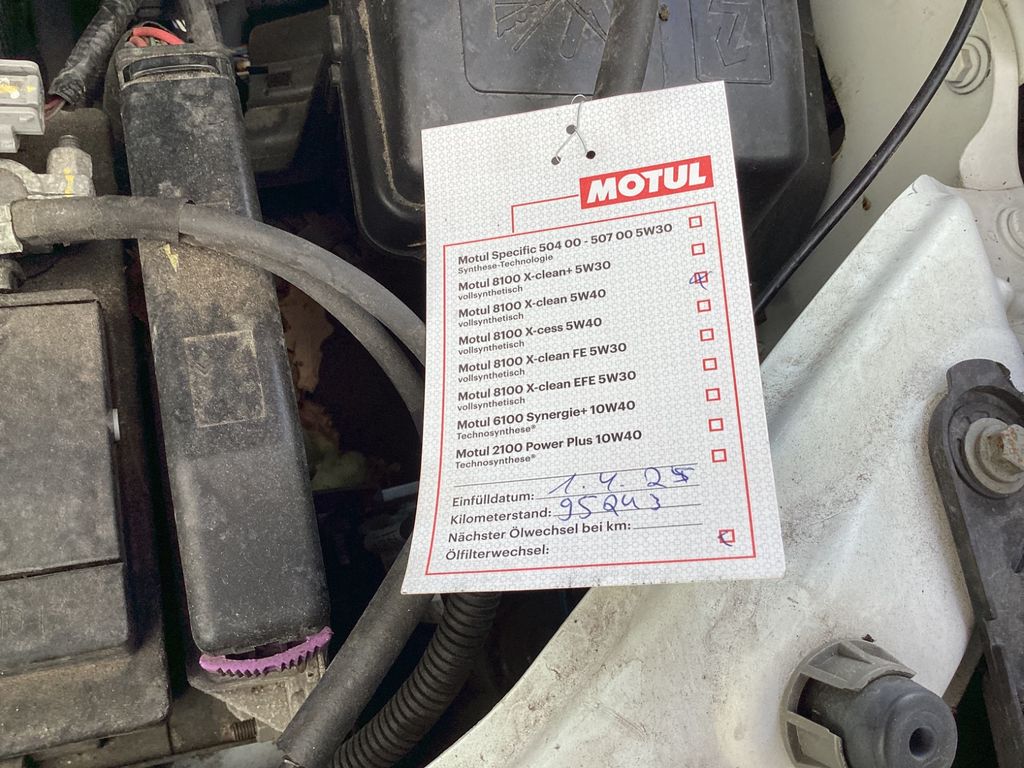 MOTUL
Motul Specific 504 00 - 507 00 5W30
Synthese-Technologie
Motul 8100 X-clean+ 5W30
vollsynthetisch
Motul 8100 X-clean 5W40
vollsynthetisch
Motul 8100 X-cess 5W40
vollsynthetisch
Motul 8100 X-clean FE 5W30
vollsynthetisch
Motul 8100 X-clean EFE 5W30
vollsynthetisch
Motul 6100 Synergie+ 10W40
Technosynthese®
Motul 2100 Power Plus 10W40
Technosynthese®
Einfülldatum: 1.4.25
Kilometerstand: 95243
Nächster Ölwechsel bei km:
Ölfilterwechsel: